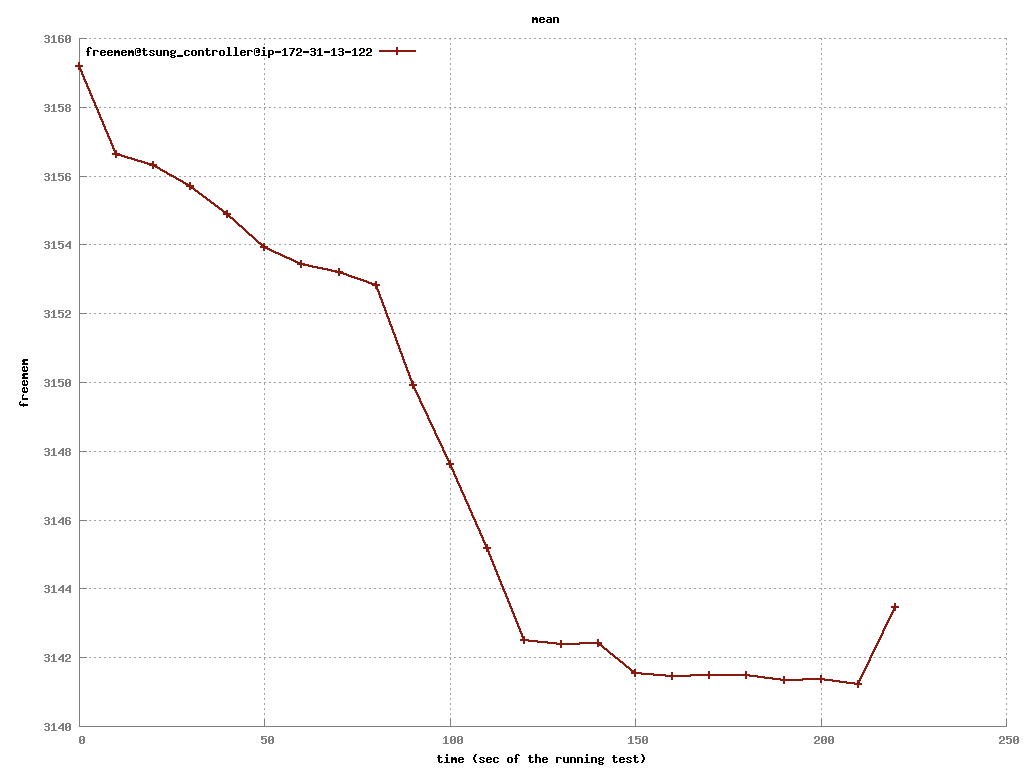 mean
3160
freemem@tsung_controller@ip-172-31-13-122
3158
3156
3154
3152
3150
3148
3146
3144
3142
3140
freemem
0 50 100 150 200 250
time (sec of the running test)